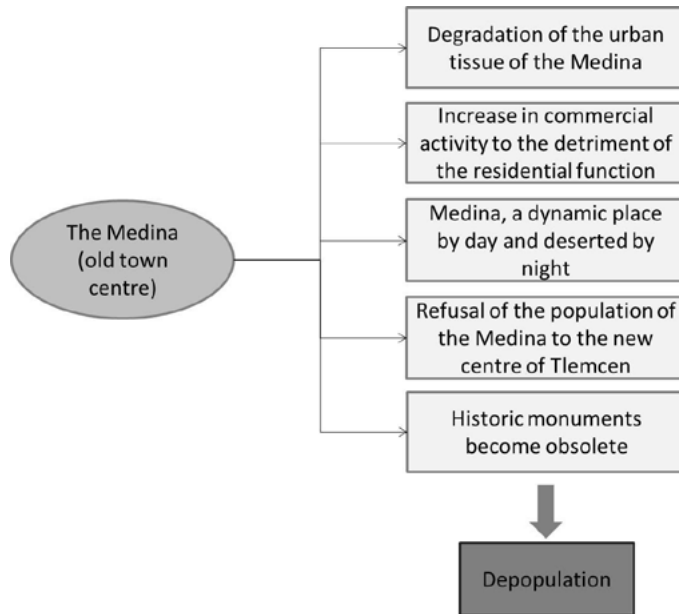 Degradation of the urban
tissue of the Medina
Increase in commercial
activity to the detriment of
the residential function
The Medina
(old town
centre)
Medina, a dynamic place
by day and deserted by
night
Refusal of the population of
the Medina to the new
centre of Tlemcen
Historic monuments
become obsolete
Depopulation